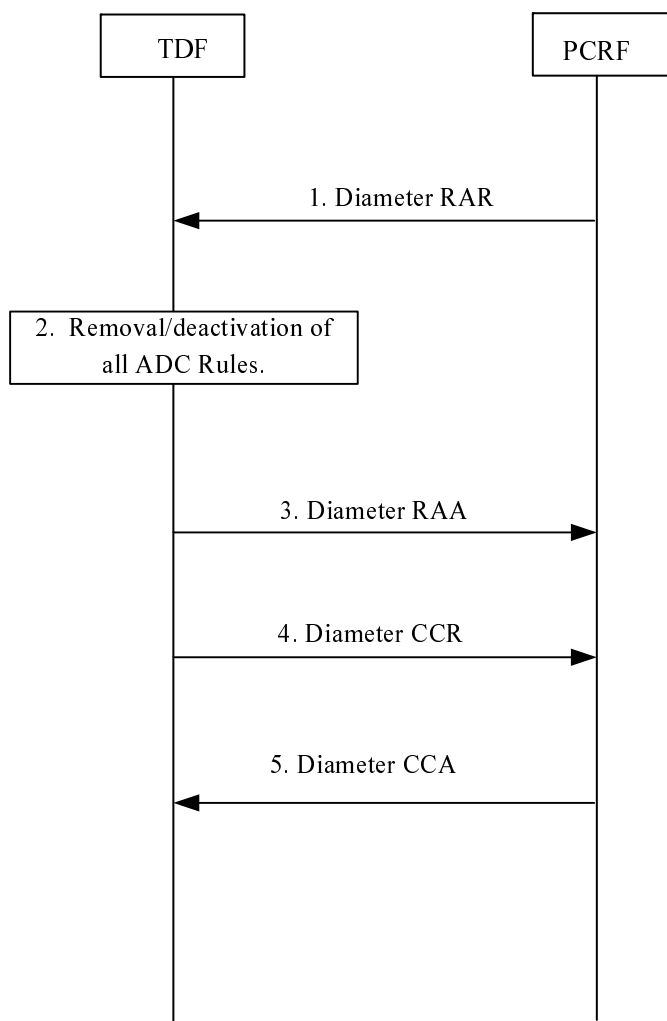 TDF
PCRF
1. Diameter RAR
2. Removal/deactivation of
all ADC Rules.
3. Diameter RAA
4. Diameter CCR
5. Diameter CCA